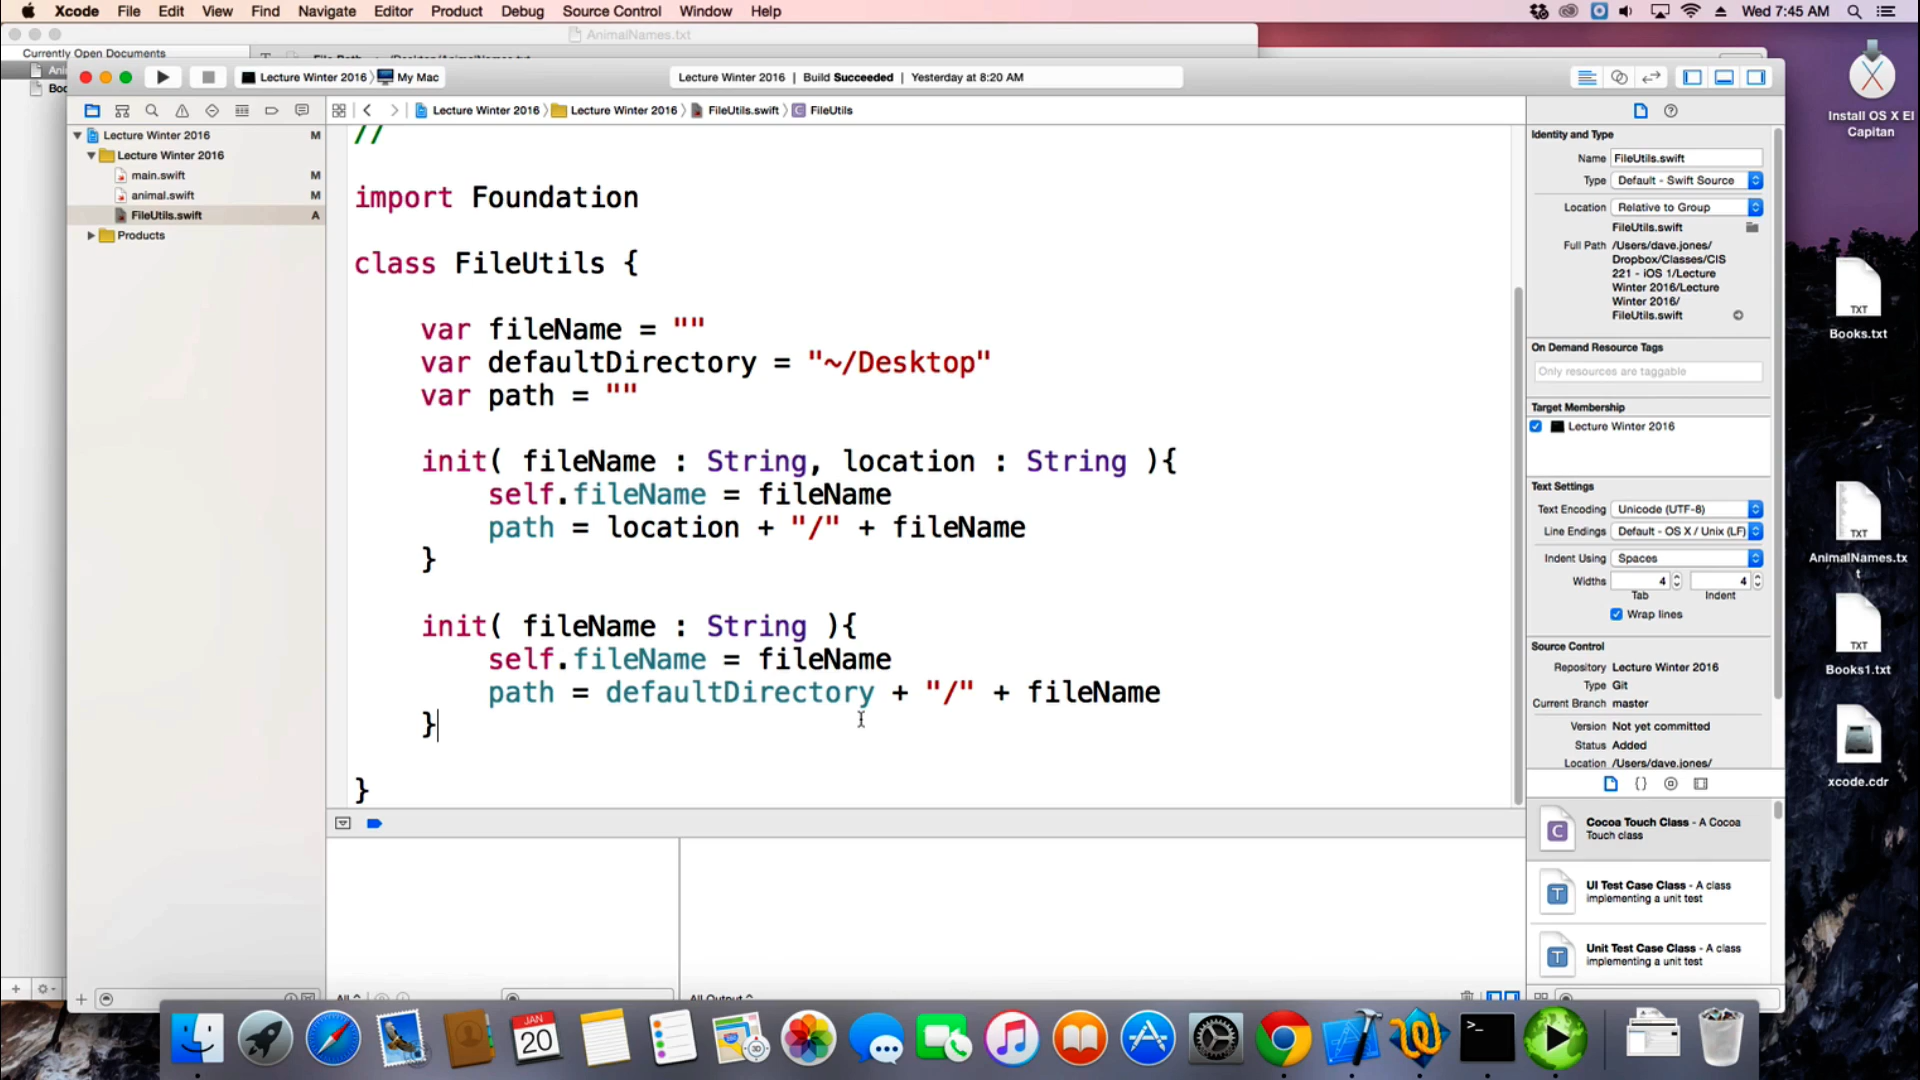 Xcode File Edit View Find Navigate Editor Product Debug Source Control Window Help
Wed 7:45 AM
AnimalNames.txt
Currently Open Documents
Lecture Winter 2016 My Mac
Lecture Winter 2016 | Build Succeeded | Yesterday at 8:20 AM
Lecture Winter 2016 Lecture Winter 2016 FileUtils.swift FileUtils
Lecture Winter 2016 M
Lecture Winter 2016
main.swift M
animal.swift M
FileUtils.swift A
Products
//
import Foundation
class FileUtils {
var fileName = ""
var defaultDirectory = "~/Desktop"
var path = ""
init( fileName : String, location : String ){
self.fileName = fileName
path = location + "/" + fileName
}
init( fileName : String ){
self.fileName = fileName
path = defaultDirectory + "/" + fileName
}
}
Identity and Type
Name FileUtils.swift
Type Default - Swift Source
Location Relative to Group
FileUtils.swift
Full Path /Users/dave.jones/
Dropbox/Classes/CIS
221 - iOS 1/Lecture
Winter 2016/Lecture
Winter 2016/
FileUtils.swift
On Demand Resource Tags
Only resources are taggable
Target Membership
Lecture Winter 2016
Text Settings
Text Encoding Unicode (UTF-8)
Line Endings Default - OS X / Unix (LF)
Indent Using Spaces
Widths 4 4
Tab Indent
Wrap lines
Source Control
Repository Lecture Winter 2016
Type Git
Current Branch master
Version Not yet committed
Status Added
Location /Users/dave.jones/
C Cocoa Touch Class - A Cocoa
Touch class
T UI Test Case Class - A class
implementing a unit test
T Unit Test Case Class - A class
implementing a unit test
Install OS X El
Capitan
TXT
Books.txt
TXT
AnimalNames.tx
t
TXT
Books1.txt
xcode.cdr
JAN
20